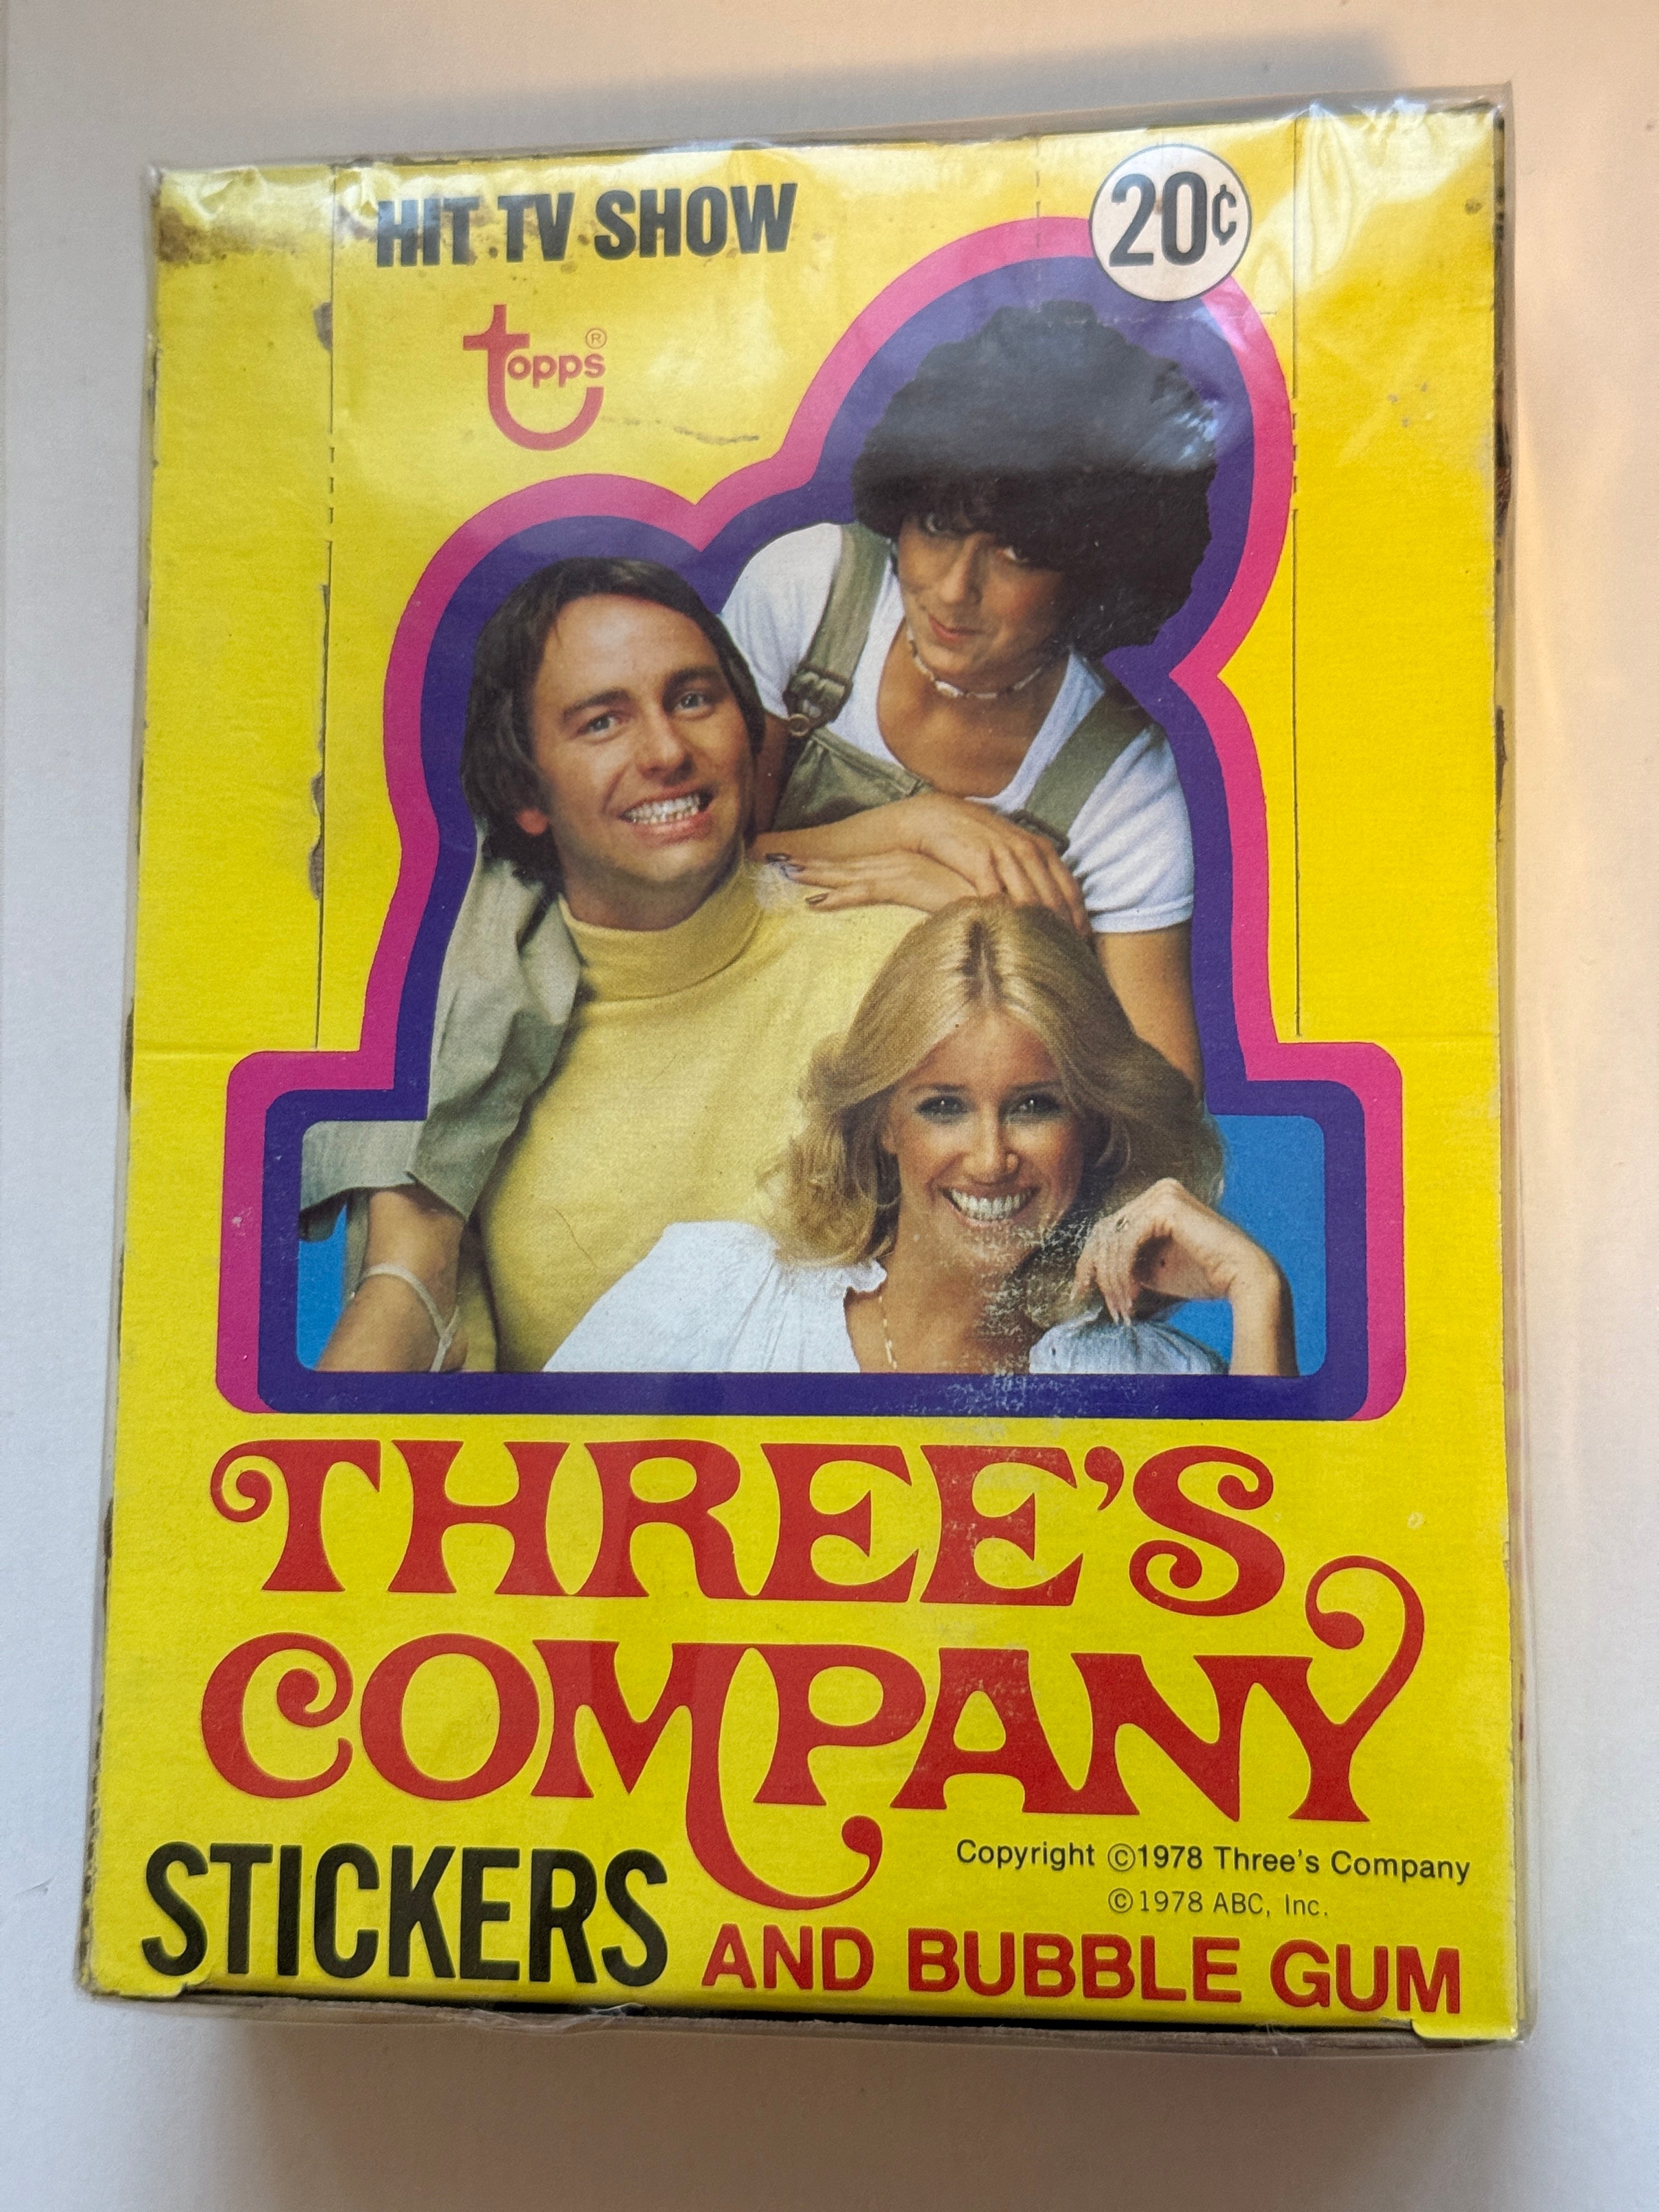 HIT TV SHOW
20¢
topps®
THREE'S
COMPANY
STICKERS
Copyright ©1978 Three's Company
©1978 ABC, Inc.
AND BUBBLE GUM